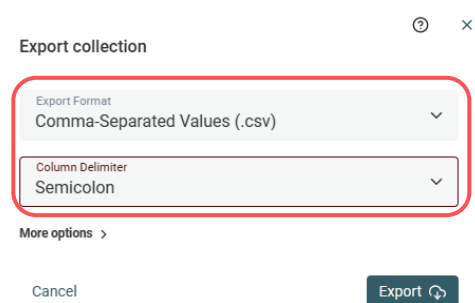 Export collection
Export Format
Comma-Separated Values (.csv)
Column Delimiter
Semicolon
More options
Cancel
Export